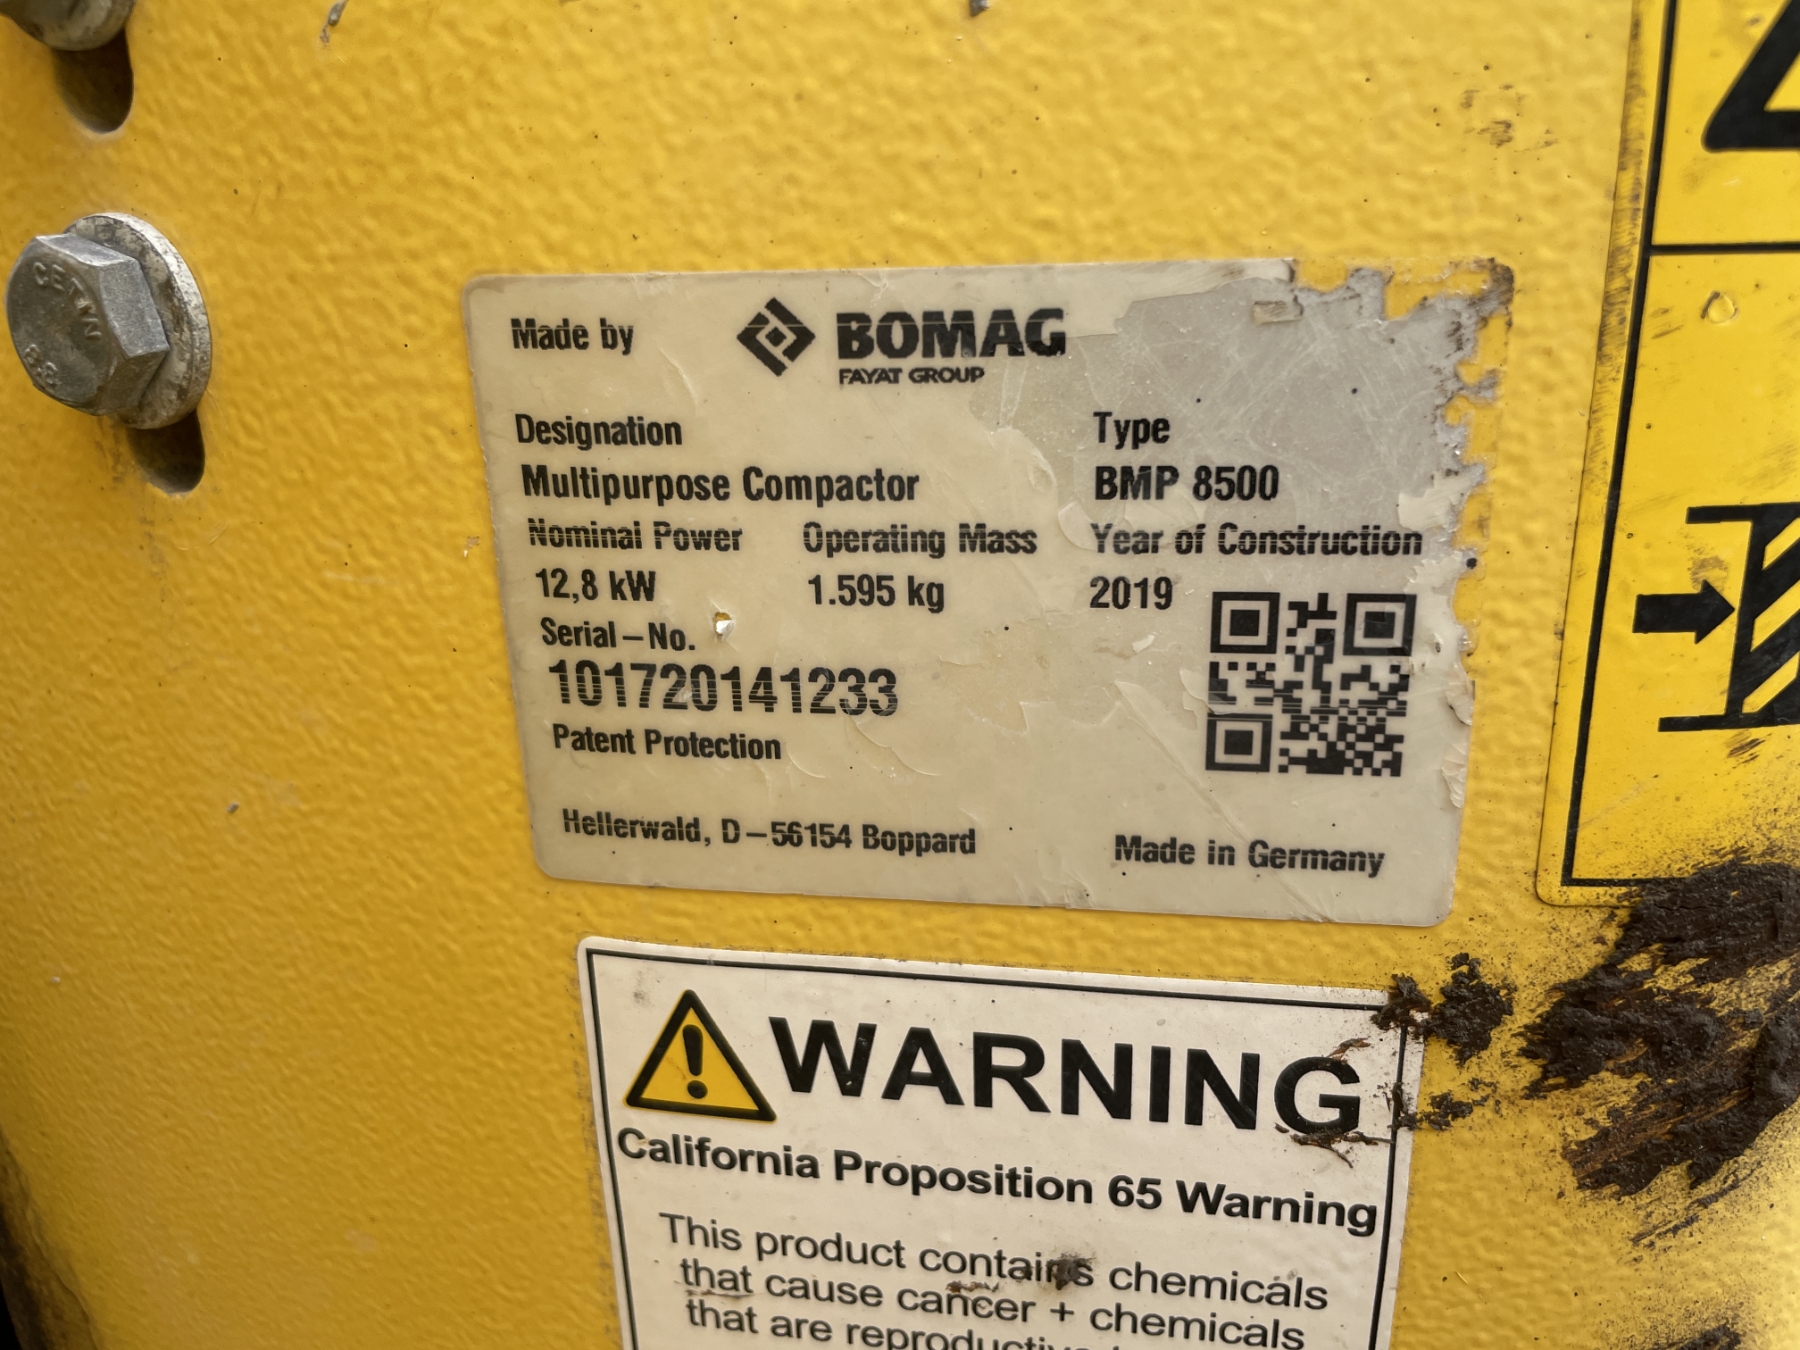 Made by BOMAG
FAYAT GROUP
Designation Type
Multipurpose Compactor BMP 8500
Nominal Power Operating Mass Year of Construction
12,8 kW 1.595 kg 2019
Serial-No.
101720141233
Patent Protection
Hellerwald, D-56154 Boppard Made in Germany
WARNING
California Proposition 65 Warning
This product contains chemicals
that cause cancer + chemicals
that are